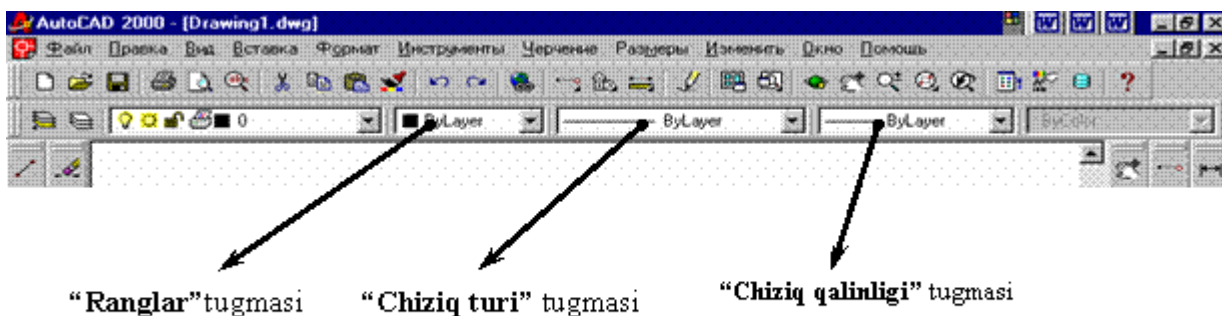 AutoCAD 2000 - [Drawing1.dwg]
Файл Правка Вид Вставка Формат Инструменты Черчение Размеры Изменить Окно Помощь
0 ByLayer ByLayer ByLayer ByColor
“Ranglar”tugmasi “Chiziq turi” tugmasi “Chiziq qalinligi” tugmasi